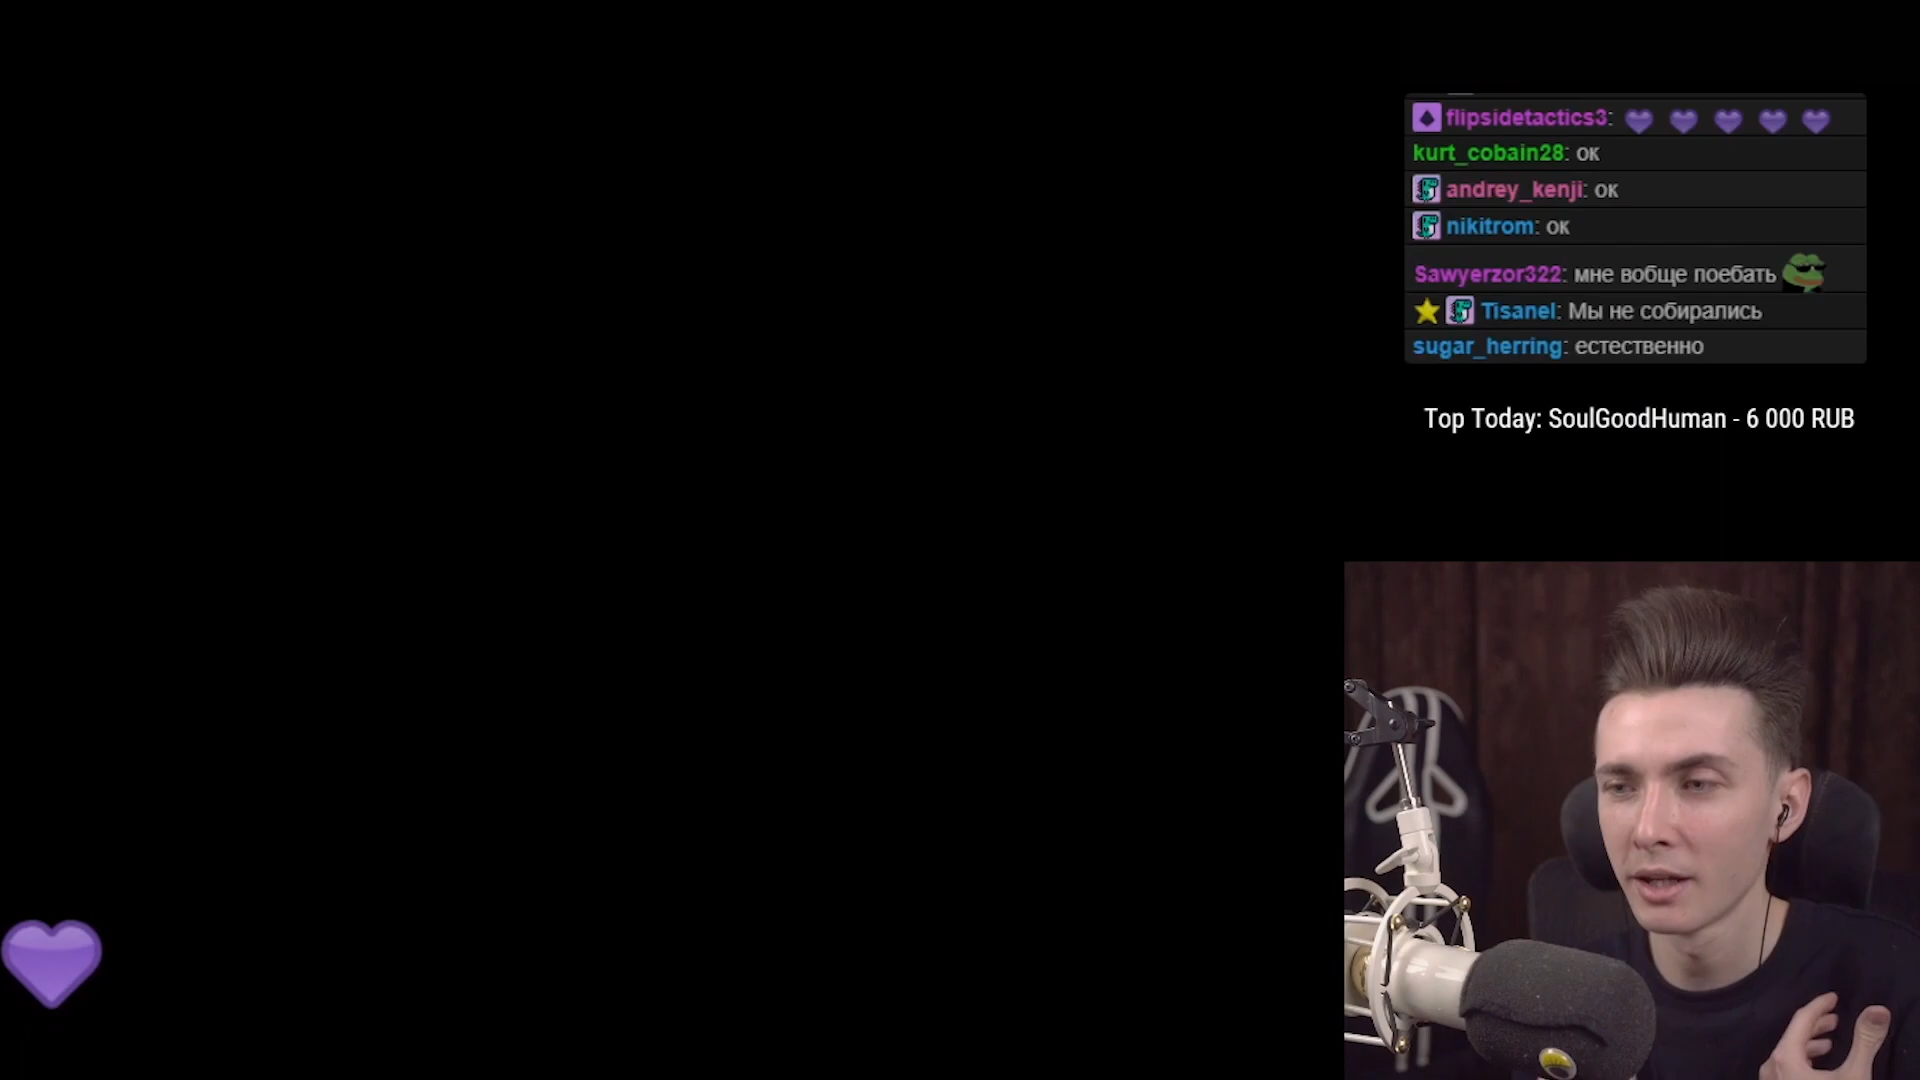 flipsidetactics3:
kurt_cobain28: ок
andrey_kenji: ок
nikitrom: ок
Sawyerzor322: мне вобще поебать
Tisanel: Мы не собирались
sugar_herring: естественно
Top Today: SoulGoodHuman - 6 000 RUB